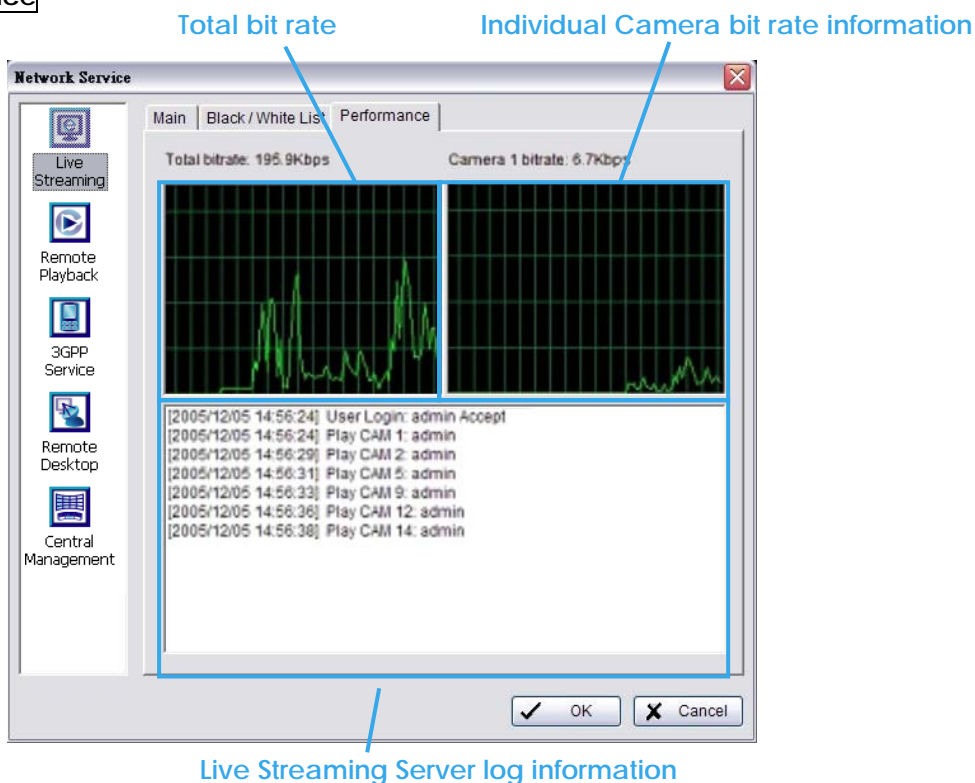 Total bit rate
Individual Camera bit rate information
Network Service
Live
Streaming
Remote
Playback
3GPP
Service
Remote
Desktop
Central
Management
Main
Black / White List
Performance
Total bitrate: 195.9Kbps
Camera 1 bitrate: 6.7Kbps
[2005/12/05 14:56:24] User Login: admin Accept
[2005/12/05 14:56:24] Play CAM 1: admin
[2005/12/05 14:56:29] Play CAM 2: admin
[2005/12/05 14:56:31] Play CAM 5: admin
[2005/12/05 14:56:33] Play CAM 9: admin
[2005/12/05 14:56:36] Play CAM 12: admin
[2005/12/05 14:56:38] Play CAM 14: admin
OK
Cancel
Live Streaming Server log information